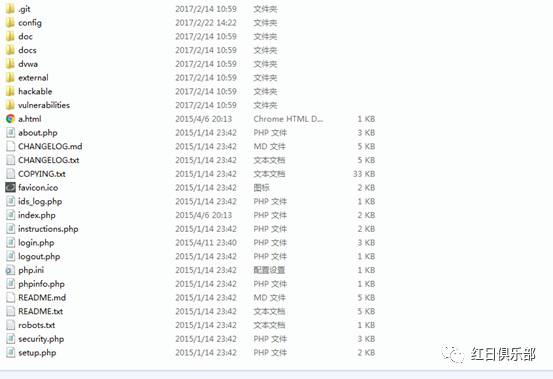 .git 2017/2/14 10:59 文件夹
config 2017/2/22 14:22 文件夹
doc 2017/2/14 10:59 文件夹
docs 2017/2/14 10:59 文件夹
dvwa 2017/2/14 10:59 文件夹
external 2017/2/14 10:59 文件夹
hackable 2017/2/14 10:59 文件夹
vulnerabilities 2017/2/14 10:59 文件夹
a.html 2015/4/6 20:13 Chrome HTML D... 1 KB
about.php 2015/1/14 23:42 PHP 文件 3 KB
CHANGELOG.md 2015/1/14 23:42 MD 文件 5 KB
CHANGELOG.txt 2015/1/14 23:42 文本文档 5 KB
COPYING.txt 2015/1/14 23:42 文本文档 33 KB
favicon.ico 2015/1/14 23:42 图标 2 KB
ids_log.php 2015/1/14 23:42 PHP 文件 1 KB
index.php 2015/4/6 20:13 PHP 文件 2 KB
instructions.php 2015/1/14 23:42 PHP 文件 2 KB
login.php 2015/4/11 23:40 PHP 文件 3 KB
logout.php 2015/1/14 23:42 PHP 文件 1 KB
php.ini 2015/1/14 23:42 配置设置 1 KB
phpinfo.php 2015/1/14 23:42 PHP 文件 1 KB
README.md 2015/1/14 23:42 MD 文件 5 KB
README.txt 2015/1/14 23:42 文本文档 5 KB
robots.txt 2015/1/14 23:42 文本文档 1 KB
security.php 2015/1/14 23:42 PHP 文件 3 KB
setup.php 2015/1/14 23:42 PHP 文件 2 KB
红日俱乐部